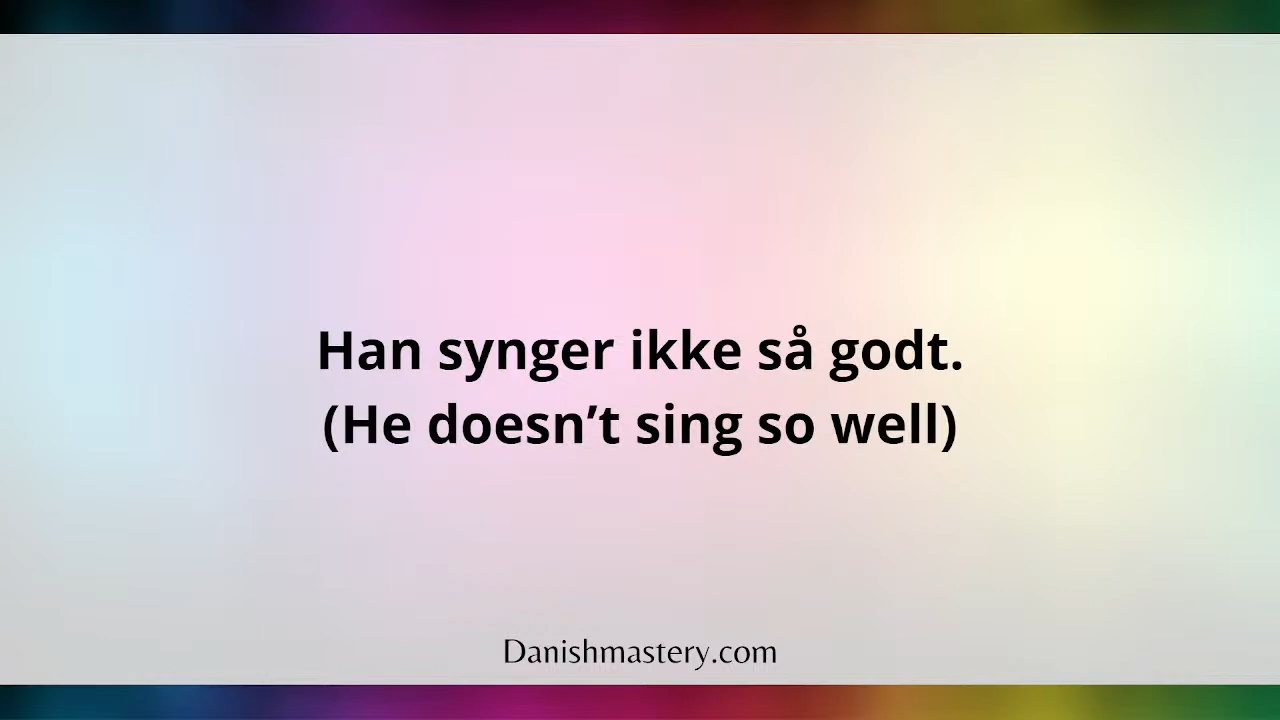 Han synger ikke så godt.
(He doesn’t sing so well)
Danishmastery.com